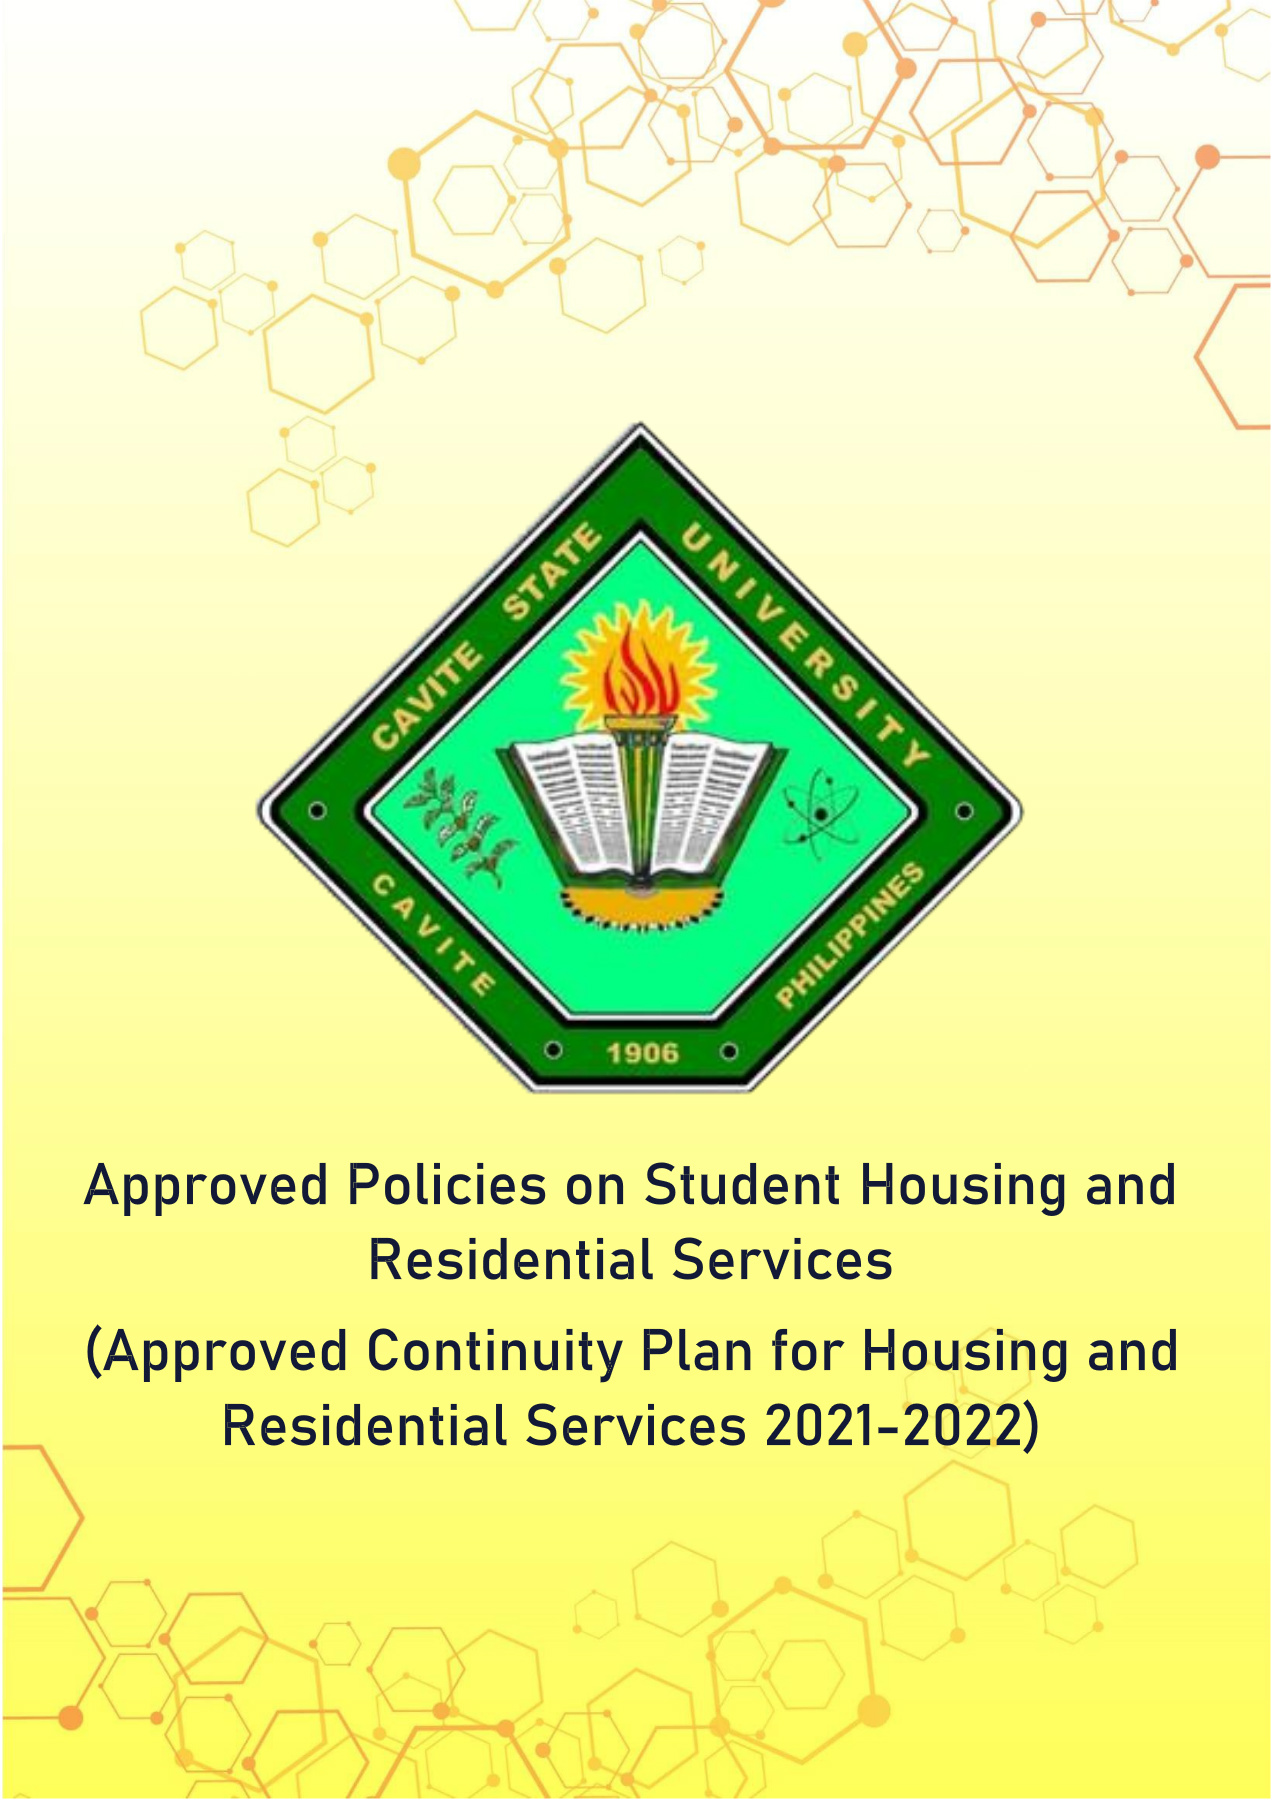 CAVITE STATE UNIVERSITY
CAVITE
PHILIPPINES
1906
Approved Policies on Student Housing and
Residential Services
(Approved Continuity Plan for Housing and
Residential Services 2021-2022)